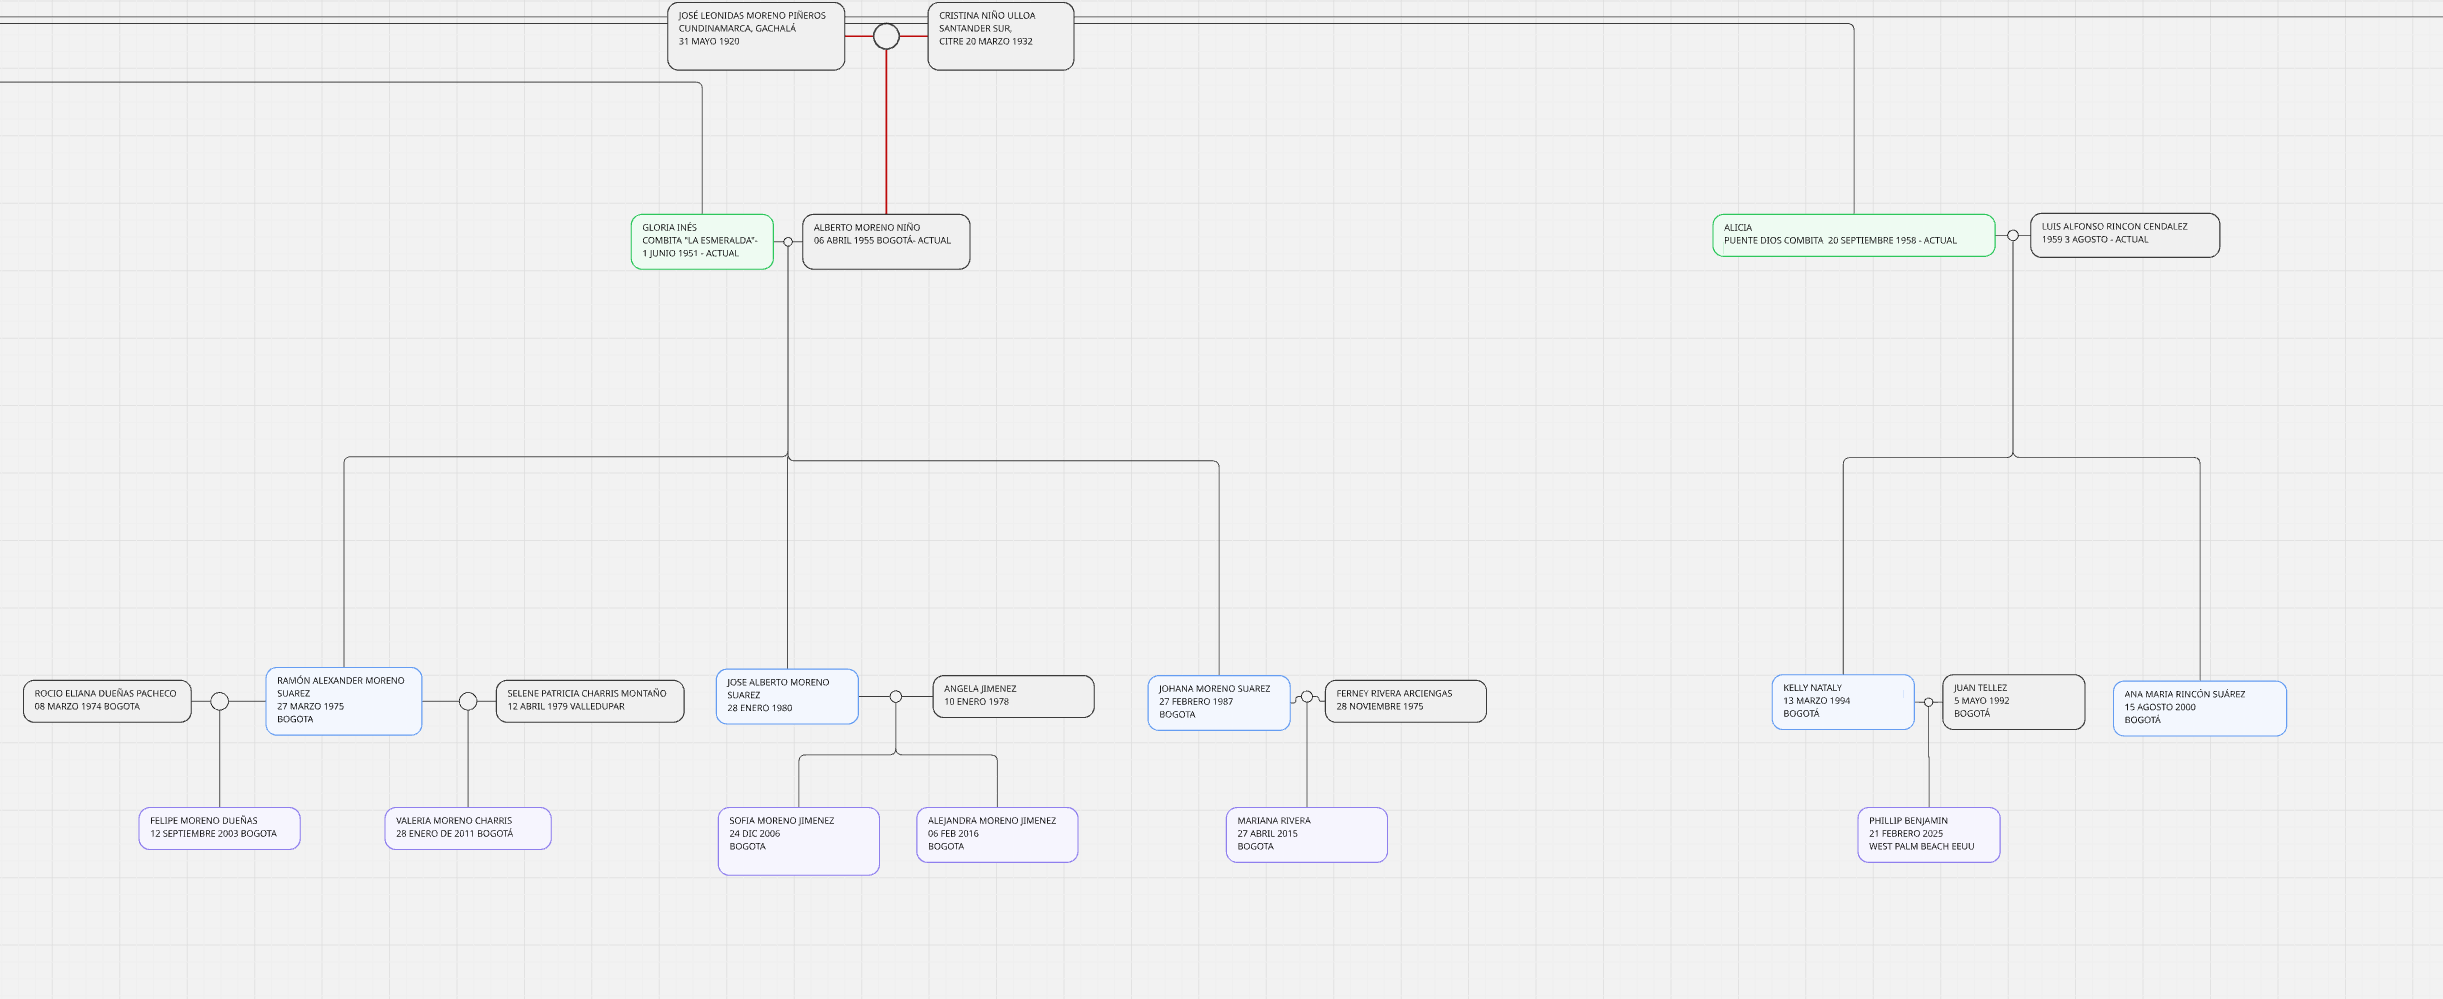 JOSÉ LEONIDAS MORENO PIÑEROS
CUNDINAMARCA, GACHALÁ
31 MAYO 1920
CRISTINA NIÑO ULLOA
SANTANDER SUR,
CITRE 20 MARZO 1932
GLORIA INÉS
COMBITA "LA ESMERALDA"-
1 JUNIO 1951 - ACTUAL
ALBERTO MORENO NIÑO
06 ABRIL 1955 BOGOTÁ- ACTUAL
ALICIA
PUENTE DIOS COMBITA  20 SEPTIEMBRE 1958 - ACTUAL
LUIS ALFONSO RINCON CENDALEZ
1959 3 AGOSTO - ACTUAL
ROCIO ELIANA DUEÑAS PACHECO
08 MARZO 1974 BOGOTA
RAMÓN ALEXANDER MORENO
SUAREZ
27 MARZO 1975
BOGOTA
SELENE PATRICIA CHARRIS MONTAÑO
12 ABRIL 1979 VALLEDUPAR
JOSE ALBERTO MORENO
SUAREZ
28 ENERO 1980
ANGELA JIMENEZ
10 ENERO 1978
JOHANA MORENO SUAREZ
27 FEBRERO 1987
BOGOTA
FERNEY RIVERA ARCIENGAS
28 NOVIEMBRE 1975
KELLY NATALY
13 MARZO 1994
BOGOTÁ
JUAN TELLEZ
5 MAYO 1992
BOGOTÁ
ANA MARIA RINCÓN SUÁREZ
15 AGOSTO 2000
BOGOTÁ
FELIPE MORENO DUEÑAS
12 SEPTIEMBRE 2003 BOGOTA
VALERIA MORENO CHARRIS
28 ENERO DE 2011 BOGOTÁ
SOFIA MORENO JIMENEZ
24 DIC 2006
BOGOTA
ALEJANDRA MORENO JIMENEZ
06 FEB 2016
BOGOTA
MARIANA RIVERA
27 ABRIL 2015
BOGOTA
PHILLIP BENJAMIN
21 FEBRERO 2025
WEST PALM BEACH EEUU